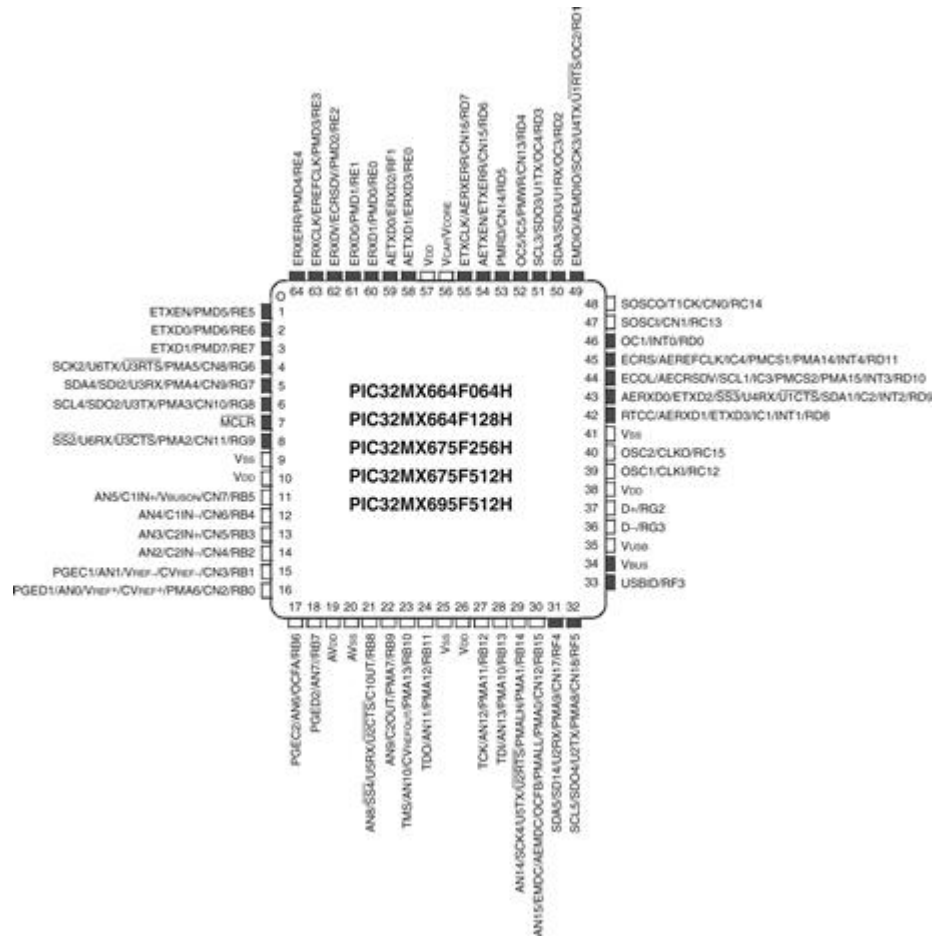 ERXERR/PMD4/RE4
ERXCLK/EREFCLK/PMD3/RE3
ERXDV/ECRSDV/PMD2/RE2
ERXD0/PMD1/RE1
ERXD1/PMD0/RE0
AETXD0/ERXD2/RF1
AETXD1/ERXD3/RE0
VDD
VCAP/VCORE
ETXCLK/AERXERR/CN16/RD7
AETXEN/ETXERR/CN15/RD6
PMRD/CN14/RD5
OC5/IC5/PMWR/CN13/RD4
SCL3/SDO3/U1TX/OC4/RD3
SDA3/SDI3/U1RX/OC3/RD2
EMDIO/AEMDIO/SCK3/U4TX/U1RTS/OC2/RD1
64 63 62 61 60 59 58 57 56 55 54 53 52 51 50 49
ETXEN/PMD5/RE5 1
ETXD0/PMD6/RE6 2
ETXD1/PMD7/RE7 3
SCK2/U6TX/U3RTS/PMA5/CN8/RG6 4
SDA4/SDI2/U3RX/PMA4/CN9/RG7 5
SCL4/SDO2/U3TX/PMA3/CN10/RG8 6
MCLR 7
SS2/U6RX/U3CTS/PMA2/CN11/RG9 8
VSS 9
VDD 10
AN5/C1IN+/VBUSON/CN7/RB5 11
AN4/C1IN-/CN6/RB4 12
AN3/C2IN+/CN5/RB3 13
AN2/C2IN-/CN4/RB2 14
PGEC1/AN1/VREF-/CVREF-/CN3/RB1 15
PGED1/AN0/VREF+/CVREF+/PMA6/CN2/RB0 16
PIC32MX664F064H
PIC32MX664F128H
PIC32MX675F256H
PIC32MX675F512H
PIC32MX695F512H
48 SOSCO/T1CK/CN0/RC14
47 SOSCI/CN1/RC13
46 OC1/INT0/RD0
45 ECRS/AEREFCLK/IC4/PMCS1/PMA14/INT4/RD11
44 ECOL/AECRSDV/SCL1/IC3/PMCS2/PMA15/INT3/RD10
43 AERXD0/ETXD2/SS3/U4RX/U1CTS/SDA1/IC2/INT2/RD9
42 RTCC/AERXD1/ETXD3/IC1/INT1/RD8
41 VSS
40 OSC2/CLKO/RC15
39 OSC1/CLKI/RC12
38 VDD
37 D+/RG2
36 D-/RG3
35 VUSB
34 VBUS
33 USBID/RF3
17 18 19 20 21 22 23 24 25 26 27 28 29 30 31 32
PGEC2/AN6/OCFA/RB6
PGED2/AN7/RB7
AVDD
AVSS
AN8/SS4/U5RX/U2CTS/C1OUT/RB8
AN9/C2OUT/PMA7/RB9
TMS/AN10/CVREFOUT/PMA13/RB10
TDO/AN11/PMA12/RB11
VSS
VDD
TCK/AN12/PMA11/RB12
TDI/AN13/PMA10/RB13
AN14/SCK4/U5TX/U2RTS/PMALH/PMA1/RB14
AN15/EMDC/AEMDC/OCFB/PMALL/PMA0/CN12/RB15
SDA5/SDI4/U2RX/PMA9/CN17/RF4
SCL5/SDO4/U2TX/PMA8/CN18/RF5